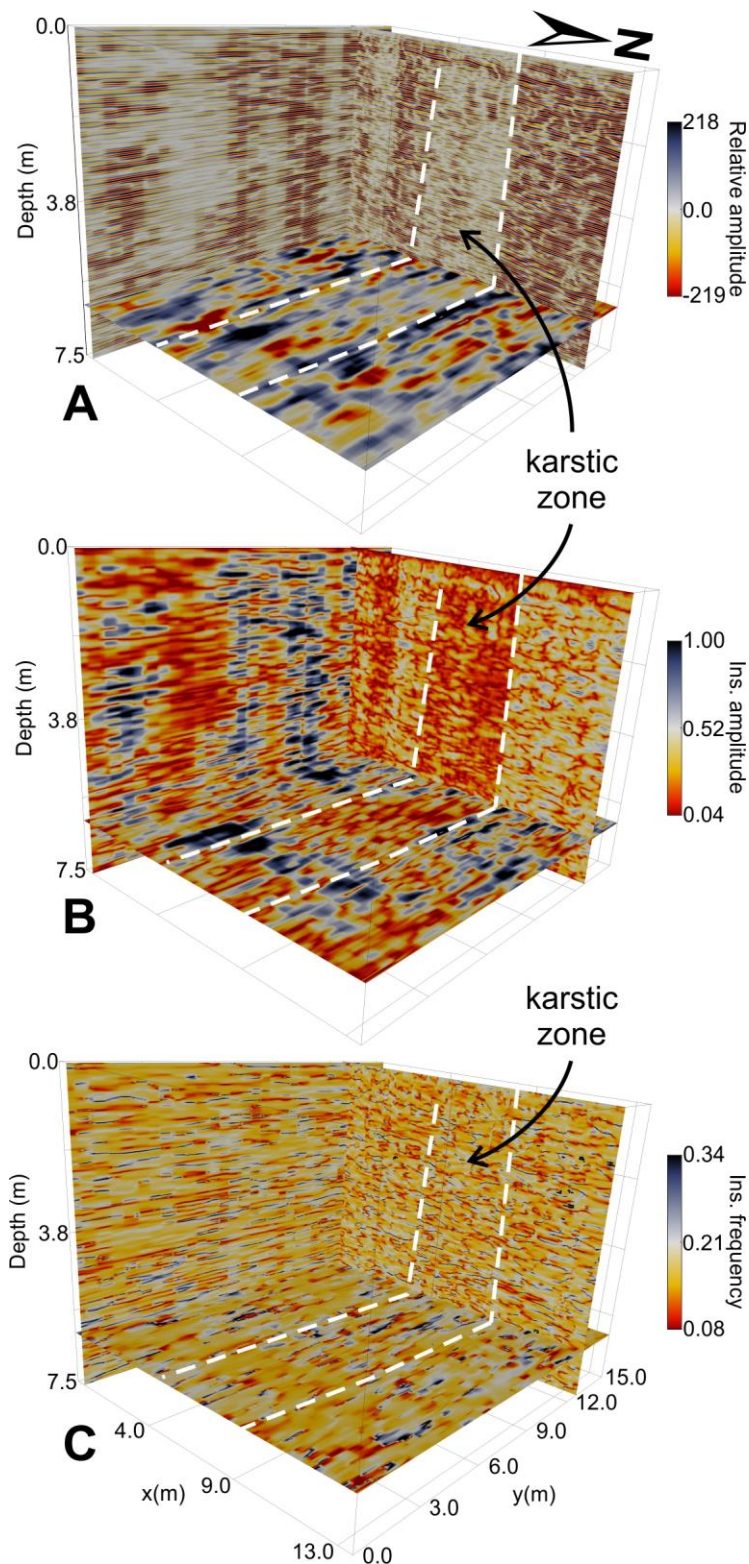 N
0.0
218
0.0
-219
Relative amplitude
Depth (m)
3.8
7.5
A
karstic
zone
0.0
1.00
0.52
0.04
Ins. amplitude
Depth (m)
3.8
7.5
B
karstic
zone
0.0
0.34
0.21
0.08
Ins. frequency
Depth (m)
3.8
7.5
C
4.0
9.0
13.0
x(m)
0.0
3.0
6.0
9.0
12.0
15.0
y(m)